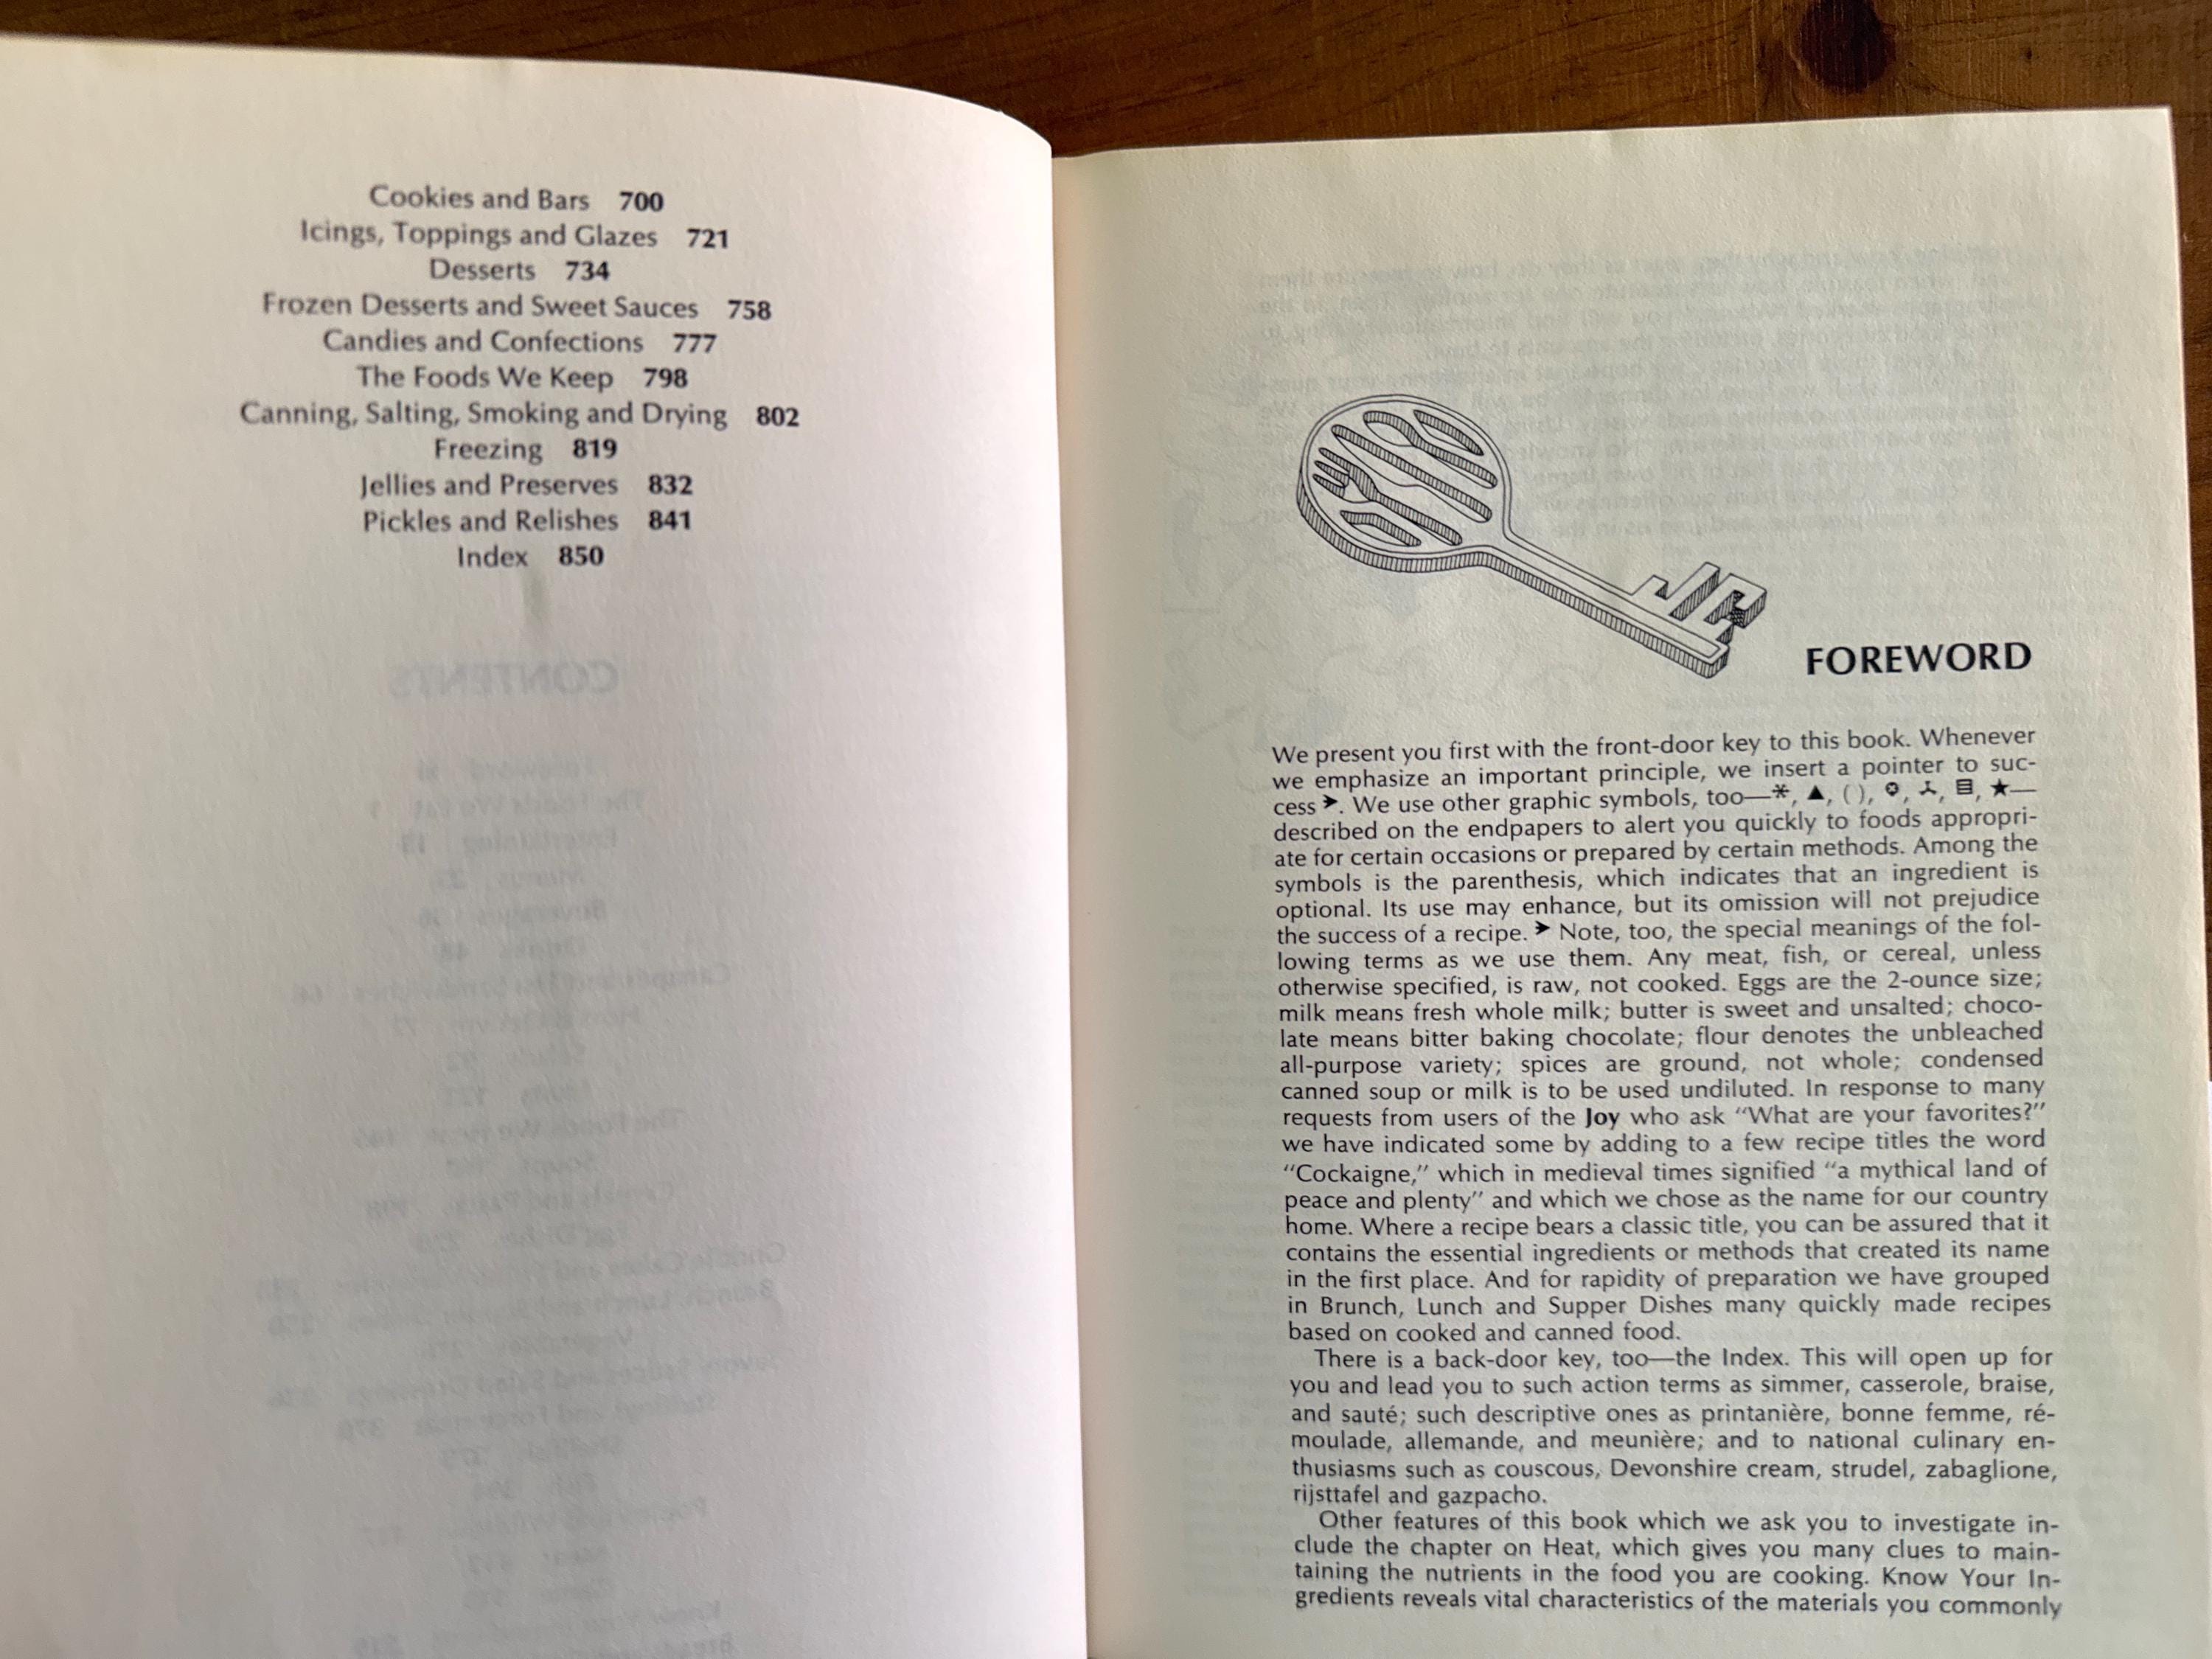 Cookies and Bars 700
Icings, Toppings and Glazes 721
Desserts 734
Frozen Desserts and Sweet Sauces 758
Candies and Confections 777
The Foods We Keep 798
Canning, Salting, Smoking and Drying 802
Freezing 819
Jellies and Preserves 832
Pickles and Relishes 841
Index 850
CONTENTS
JC
FOREWORD
We present you first with the front-door key to this book. Whenever
we emphasize an important principle, we insert a pointer to suc-
cess ➤. We use other graphic symbols, too—*, ▲, ( ), ✪, ⅄, ▤, ★—
described on the endpapers to alert you quickly to foods appropri-
ate for certain occasions or prepared by certain methods. Among the
symbols is the parenthesis, which indicates that an ingredient is
optional. Its use may enhance, but its omission will not prejudice
the success of a recipe. ➤ Note, too, the special meanings of the fol-
lowing terms as we use them. Any meat, fish, or cereal, unless
otherwise specified, is raw, not cooked. Eggs are the 2-ounce size;
milk means fresh whole milk; butter is sweet and unsalted; choco-
late means bitter baking chocolate; flour denotes the unbleached
all-purpose variety; spices are ground, not whole; condensed
canned soup or milk is to be used undiluted. In response to many
requests from users of the Joy who ask "What are your favorites?"
we have indicated some by adding to a few recipe titles the word
"Cockaigne," which in medieval times signified "a mythical land of
peace and plenty" and which we chose as the name for our country
home. Where a recipe bears a classic title, you can be assured that it
contains the essential ingredients or methods that created its name
in the first place. And for rapidity of preparation we have grouped
in Brunch, Lunch and Supper Dishes many quickly made recipes
based on cooked and canned food.
There is a back-door key, too—the Index. This will open up for
you and lead you to such action terms as simmer, casserole, braise,
and sauté; such descriptive ones as printanière, bonne femme, ré-
moulade, allemande, and meunière; and to national culinary en-
thusiasms such as couscous, Devonshire cream, strudel, zabaglione,
rijsttafel and gazpacho.
Other features of this book which we ask you to investigate in-
clude the chapter on Heat, which gives you many clues to main-
taining the nutrients in the food you are cooking. Know Your In-
gredients reveals vital characteristics of the materials you commonly